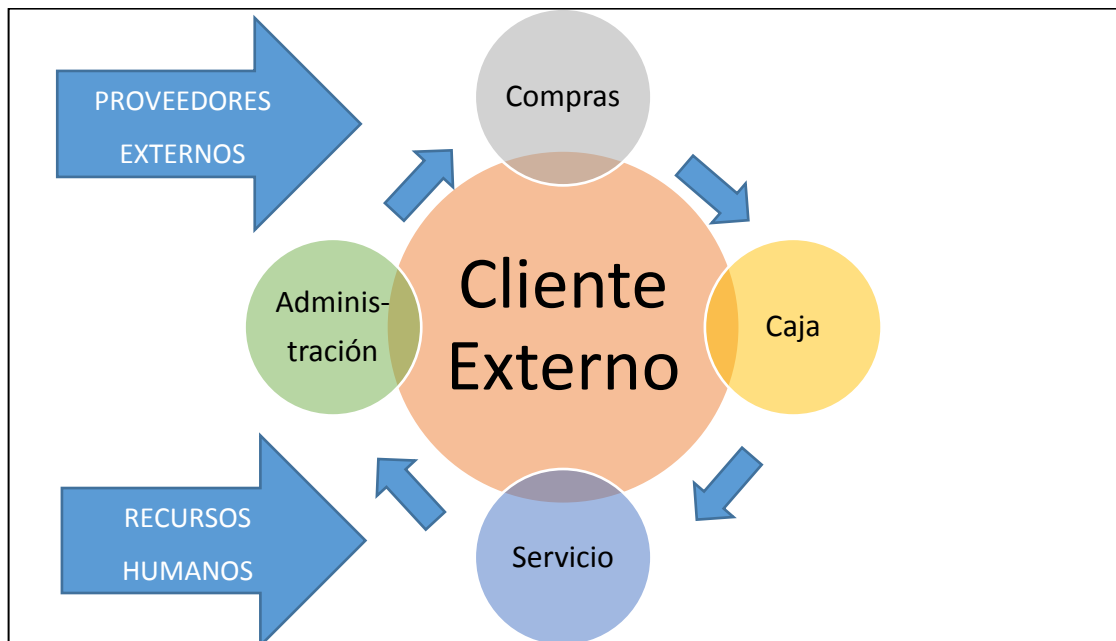 PROVEEDORES
EXTERNOS
Compras
Adminis-
tración
Cliente
Externo
Caja
RECURSOS
HUMANOS
Servicio